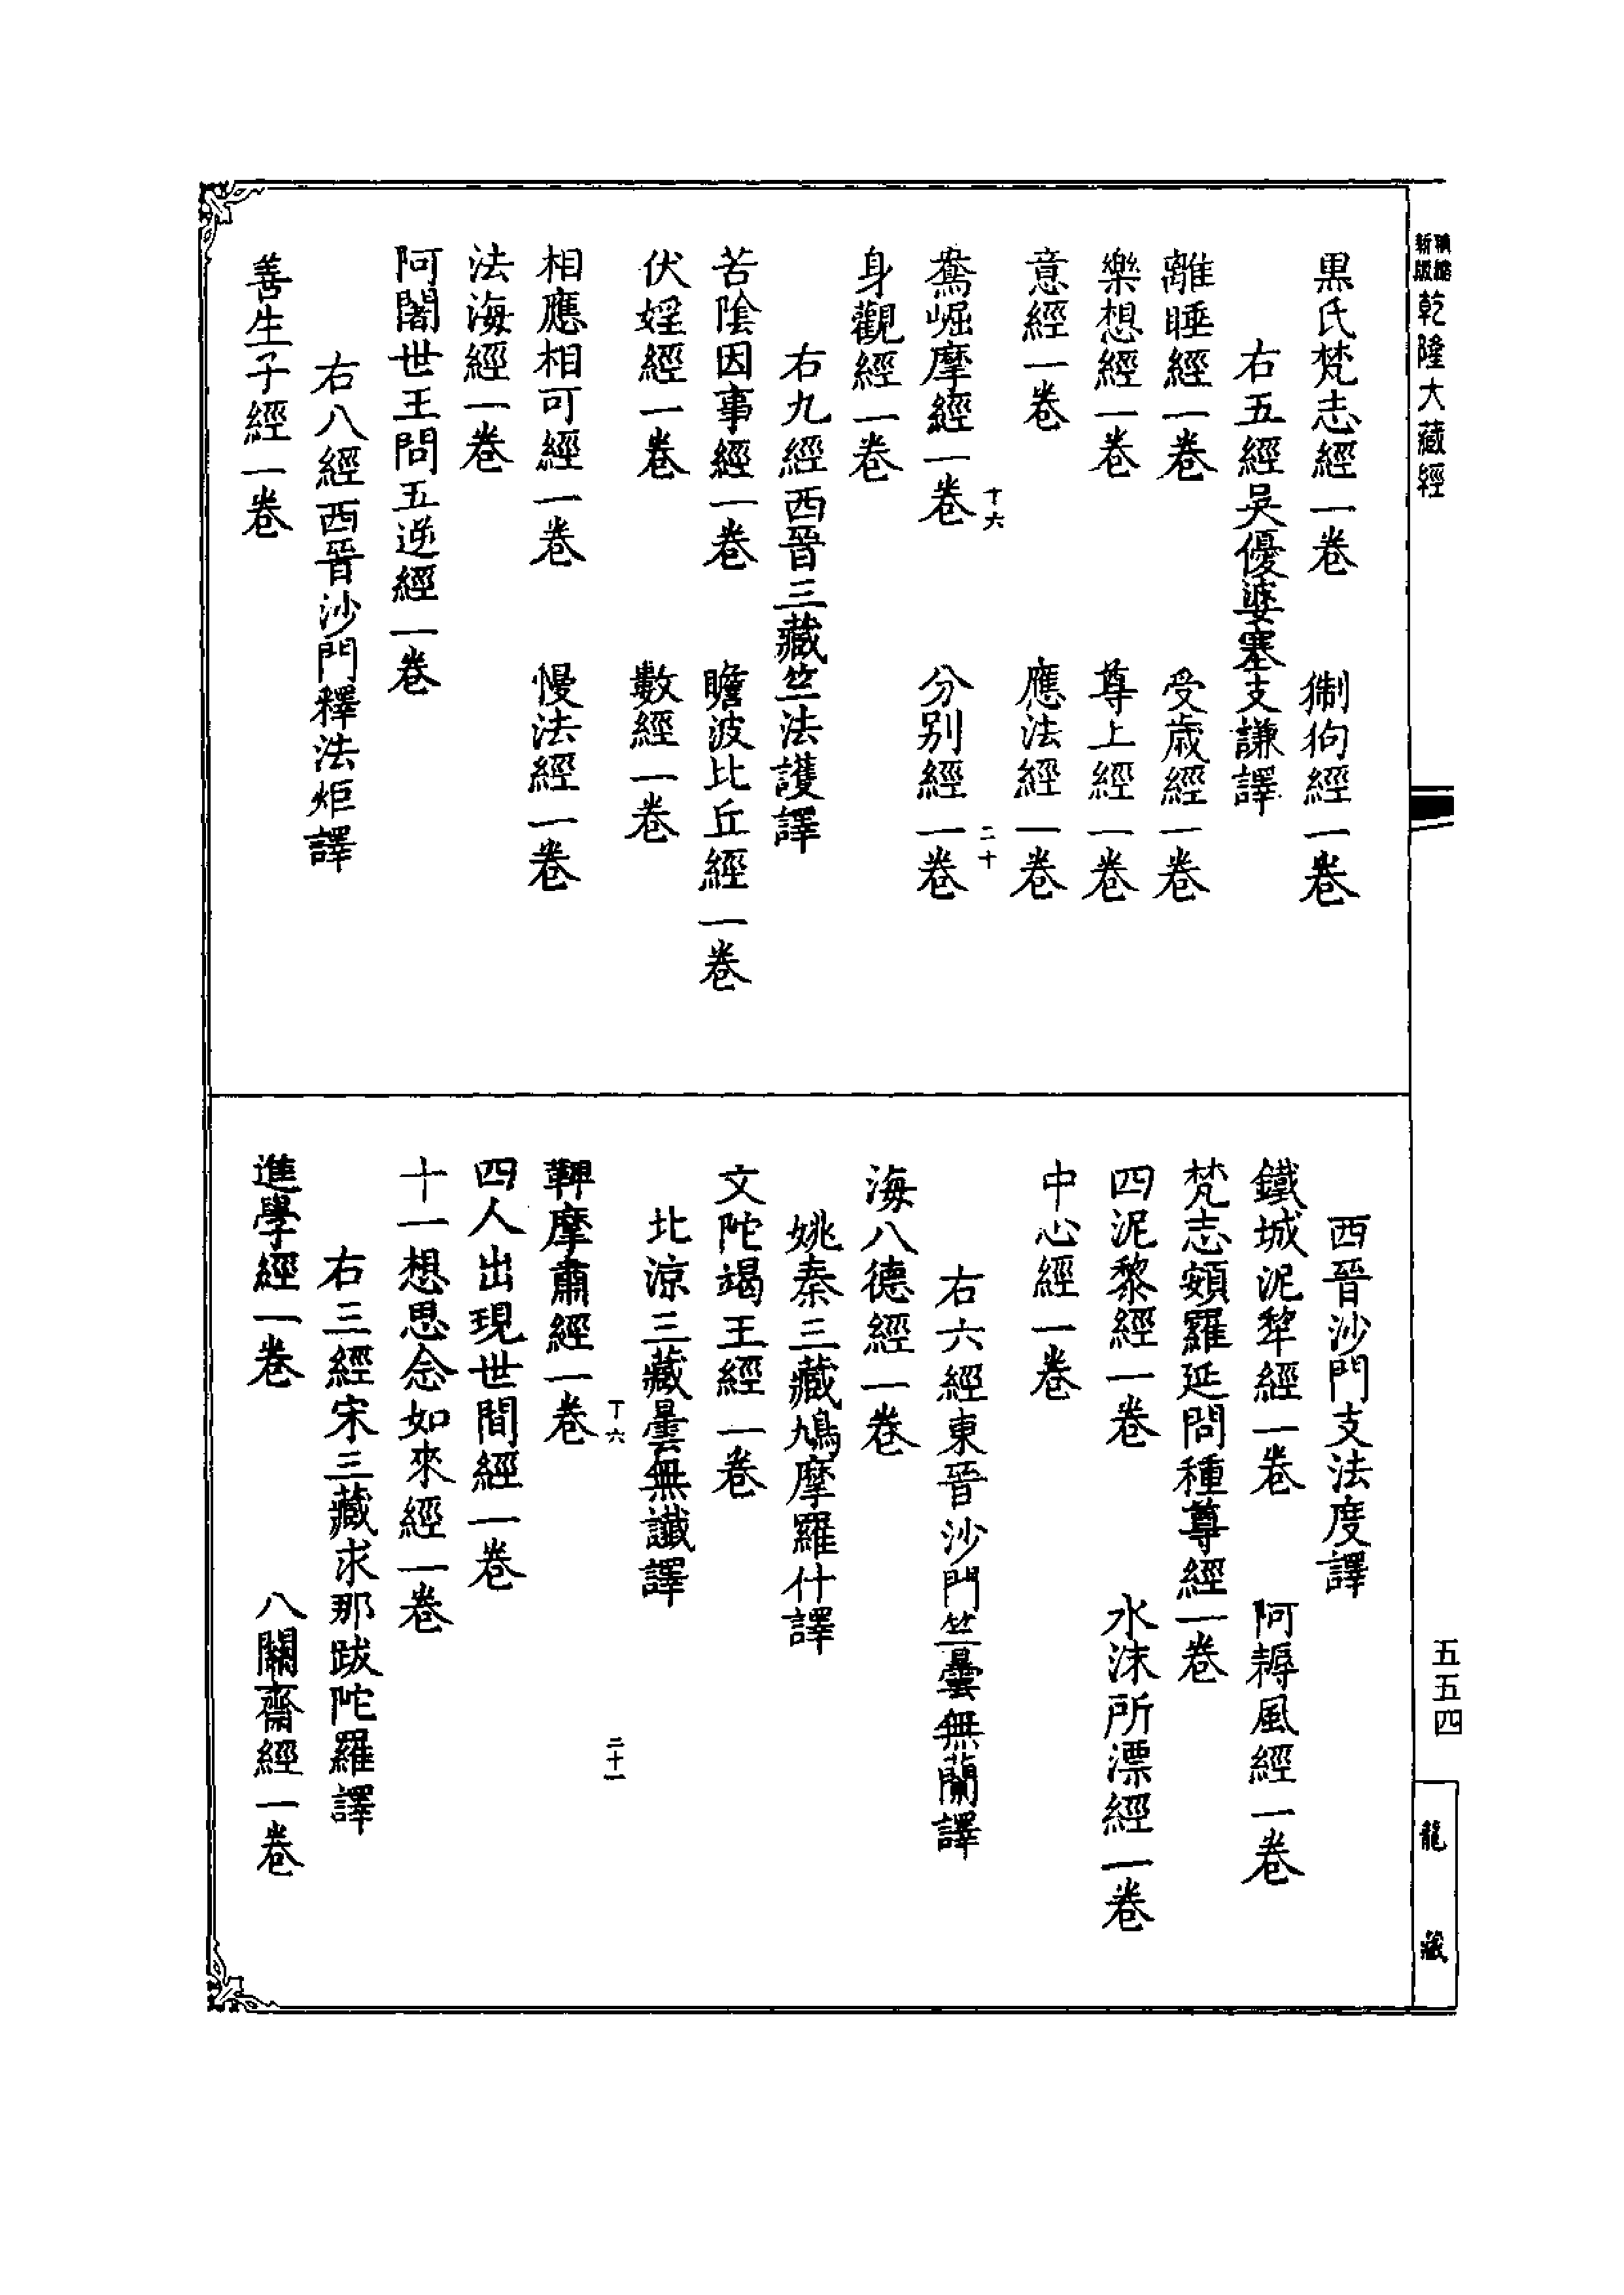 精縮
新版
乾隆大藏經
黒氏梵志經一卷　猘狗經一卷
右五經吳優婆塞支謙譯
離睡經一卷　受歲經一卷
樂想經一卷　尊上經一卷
意經一卷　應法經一卷
丁六　二十
鴦崛摩經一卷　分別經一卷
身觀經一卷
右九經西晉三藏竺法護譯
苦陰因事經一卷　瞻波比丘經一卷
伏婬經一卷　數經一卷
相應相可經一卷　慢法經一卷
法海經一卷
阿闍世王問五逆經一卷
右八經西晉沙門釋法炬譯
善生子經一卷
西晉沙門支法度譯
鐵城泥犂經一卷　阿耨風經一卷
梵志頞羅延問種尊經一卷
四泥黎經一卷　水沫所漂經一卷
中心經一卷
右六經東晉沙門竺曇無蘭譯
海八德經一卷
姚秦三藏鳩摩羅什譯
文陀竭王經一卷
北涼三藏曇無讖譯
丁六　二十一
鞞摩肅經一卷
四人出現世間經一卷
十一想思念如來經一卷
右三經宋三藏求那跋陀羅譯
進學經一卷　八關齋經一卷
五五四
龍藏